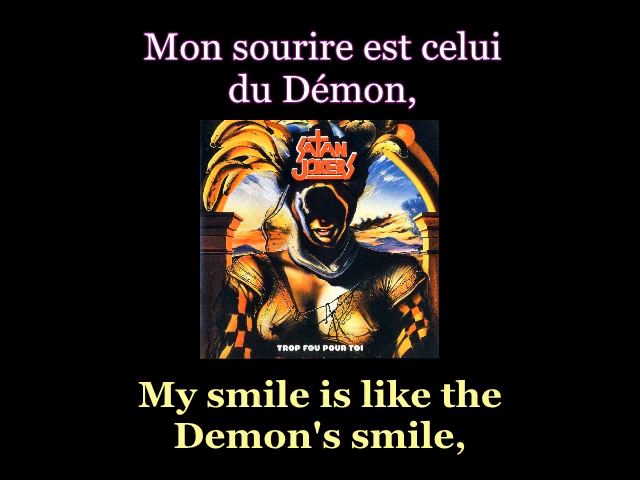 Mon sourire est celui
du Démon,
SATAN
JOKERS
TROP FOU POUR TOI
My smile is like the
Demon's smile,